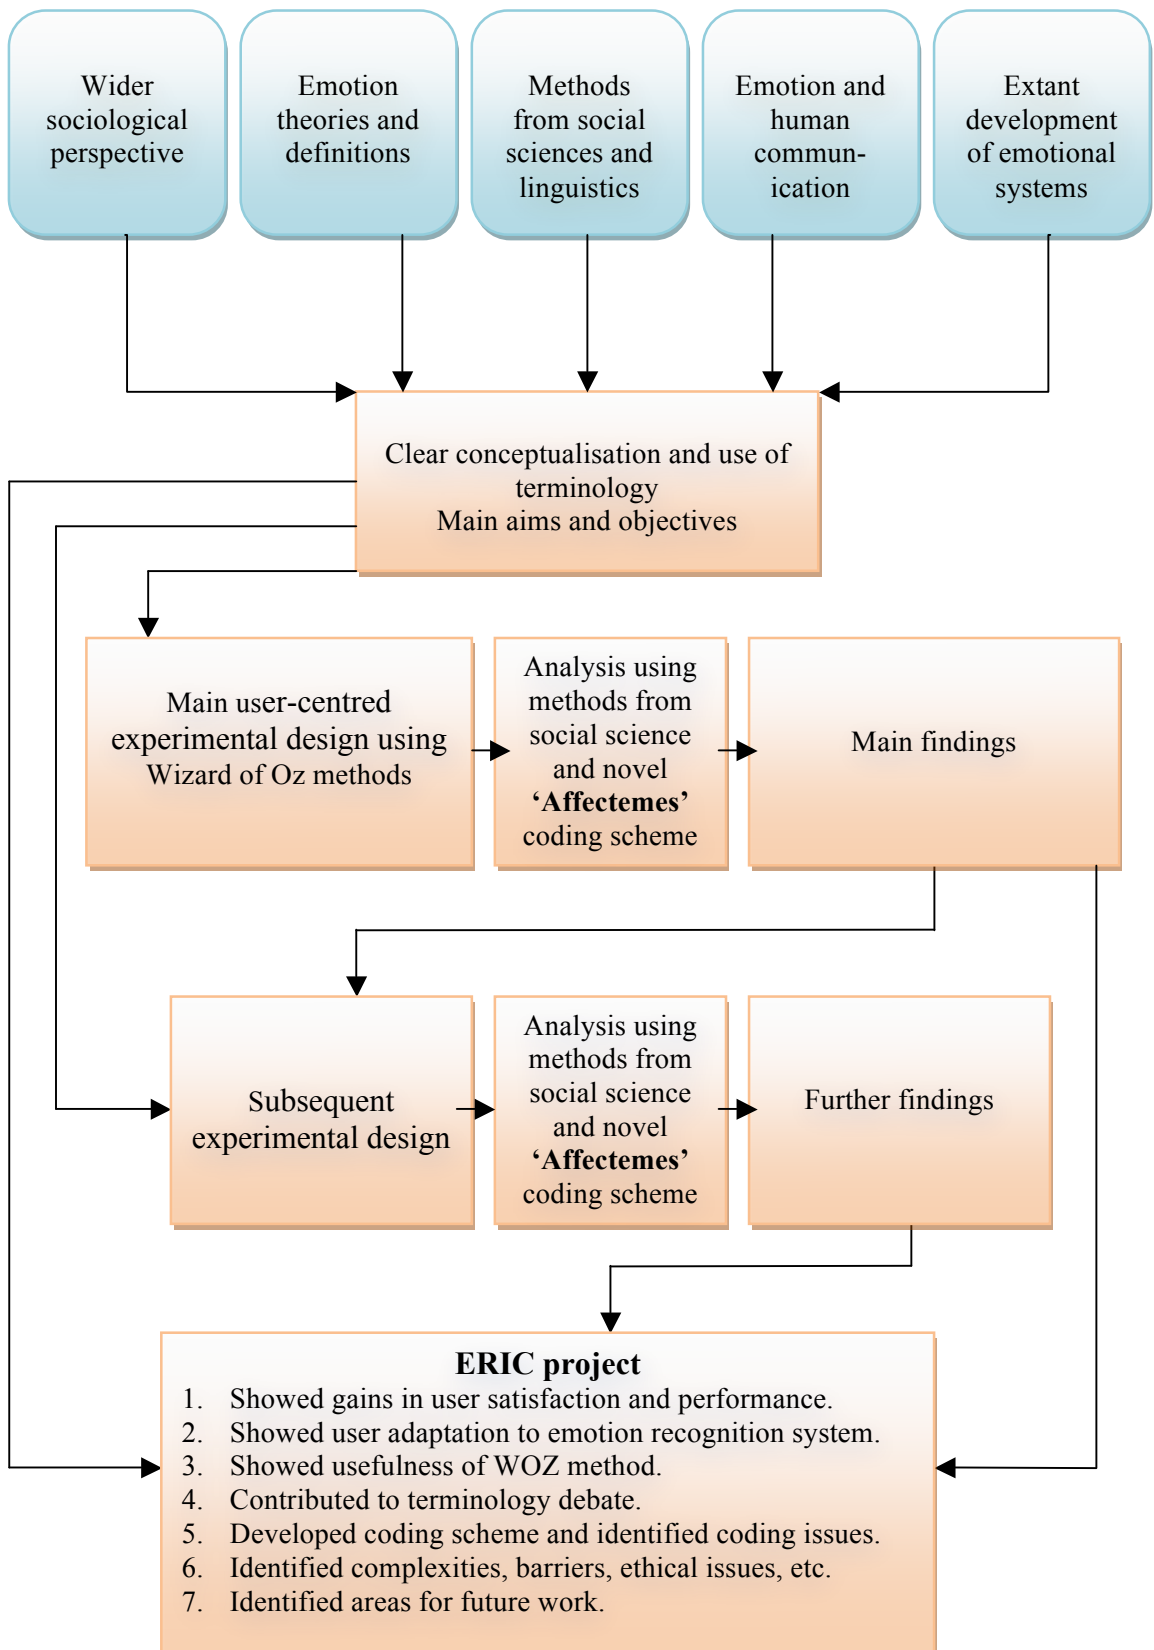 Wider
sociological
perspective
Emotion
theories and
definitions
Methods
from social
sciences and
linguistics
Emotion and
human
commun-
ication
Extant
development
of emotional
systems
Clear conceptualisation and use of
terminology
Main aims and objectives
Main user-centred
experimental design using
Wizard of Oz methods
Analysis using
methods from
social science
and novel
‘Affectemes’
coding scheme
Main findings
Subsequent
experimental design
Analysis using
methods from
social science
and novel
‘Affectemes’
coding scheme
Further findings
ERIC project
1. Showed gains in user satisfaction and performance.
2. Showed user adaptation to emotion recognition system.
3. Showed usefulness of WOZ method.
4. Contributed to terminology debate.
5. Developed coding scheme and identified coding issues.
6. Identified complexities, barriers, ethical issues, etc.
7. Identified areas for future work.